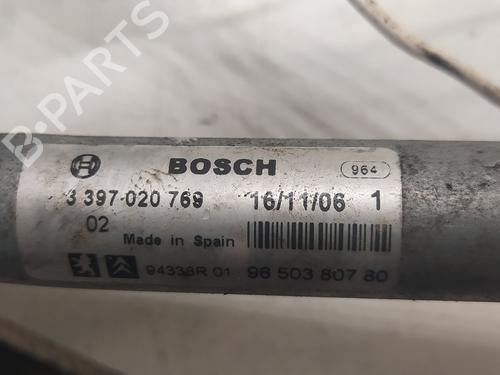 BOSCH 964
3 397 020 769 16/11/06 1
02
Made in Spain
94338R 01 96 503 807 80
B-PARTS